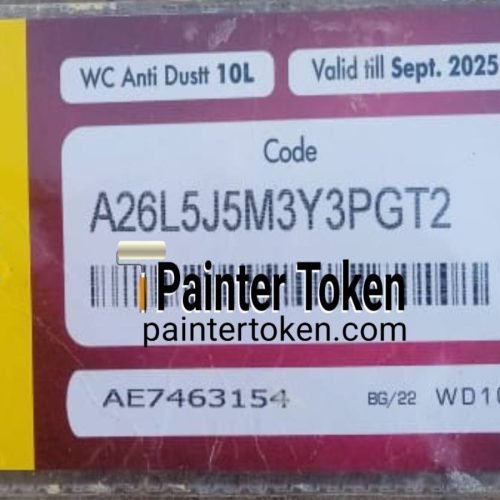 WC Anti Dustt 10L
Valid till Sept. 2025
Code
A26L5J5M3Y3PGT2
Painter Token
paintertoken.com
AE7463154 BG/22 WD10